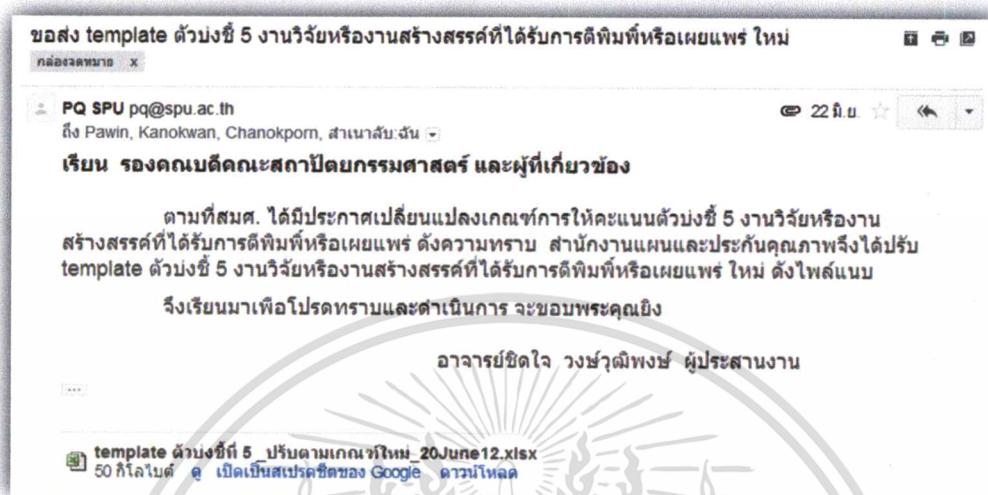 ขอส่ง template ตัวบ่งชี้ 5 งานวิจัยหรืองานสร้างสรรค์ที่ได้รับการตีพิมพ์หรือเผยแพร่ ใหม่
กล่องจดหมาย x
PQ SPU pq@spu.ac.th 22 มิ.ย.
ถึง Pawin, Kanokwan, Chanokporn, สำเนาลับ:ฉัน
เรียน รองคณบดีคณะสถาปัตยกรรมศาสตร์ และผู้ที่เกี่ยวข้อง
ตามที่สมศ. ได้มีประกาศเปลี่ยนแปลงเกณฑ์การให้คะแนนตัวบ่งชี้ 5 งานวิจัยหรืองาน
สร้างสรรค์ที่ได้รับการตีพิมพ์หรือเผยแพร่ ดังความทราบ สำนักงานแผนและประกันคุณภาพจึงได้ปรับ
template ตัวบ่งชี้ 5 งานวิจัยหรืองานสร้างสรรค์ที่ได้รับการตีพิมพ์หรือเผยแพร่ ใหม่ ดังไฟล์แนบ
จึงเรียนมาเพื่อโปรดทราบและดำเนินการ จะขอบพระคุณยิ่ง
อาจารย์ชิดใจ วงษ์วุฒิพงษ์ ผู้ประสานงาน
template ตัวบ่งชี้ที่ 5 _ปรับตามเกณฑ์ใหม่_20June12.xlsx
50 กิโลไบต์ ดู เปิดเป็นสเปรดชีตของ Google ดาวน์โหลด